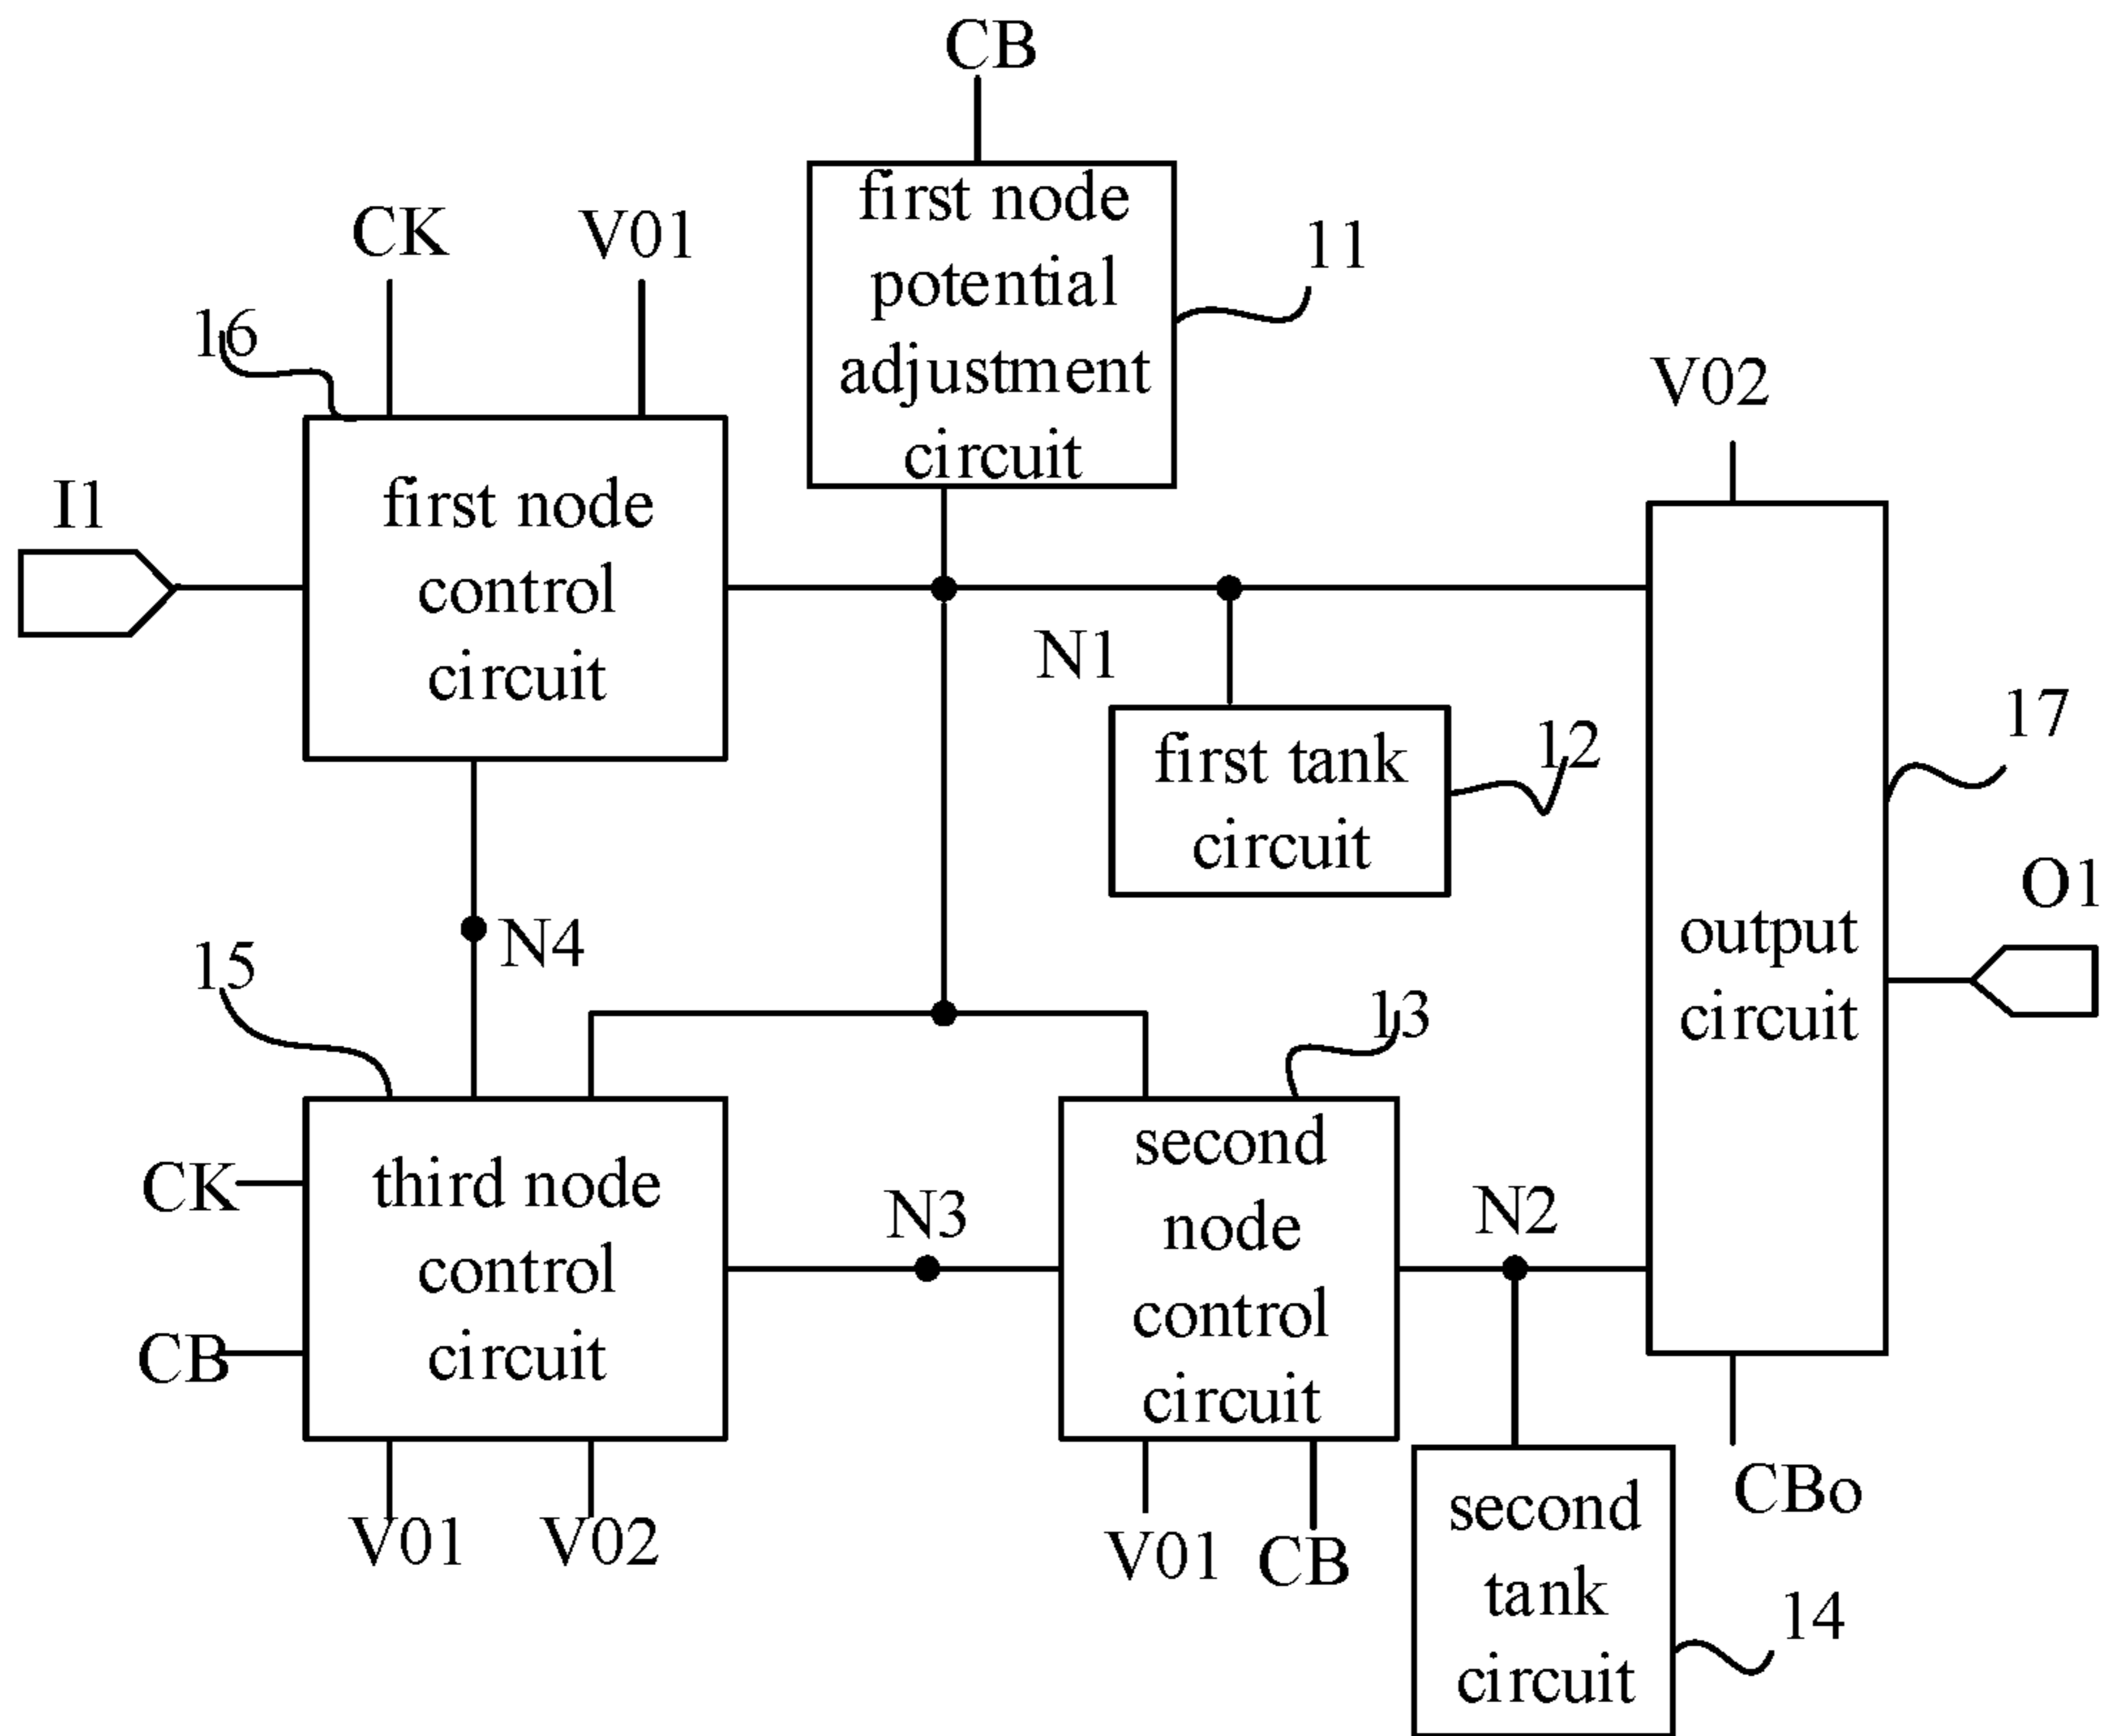 CB
first node
potential
adjustment
circuit
11
CK
V01
16
first node
control
circuit
I1
V02
N1
first tank
circuit
12
17
O1
output
circuit
N4
15
13
third node
control
circuit
CK
CB
V01
V02
N3
second
node
control
circuit
N2
V01
CB
CBo
second
tank
circuit
14